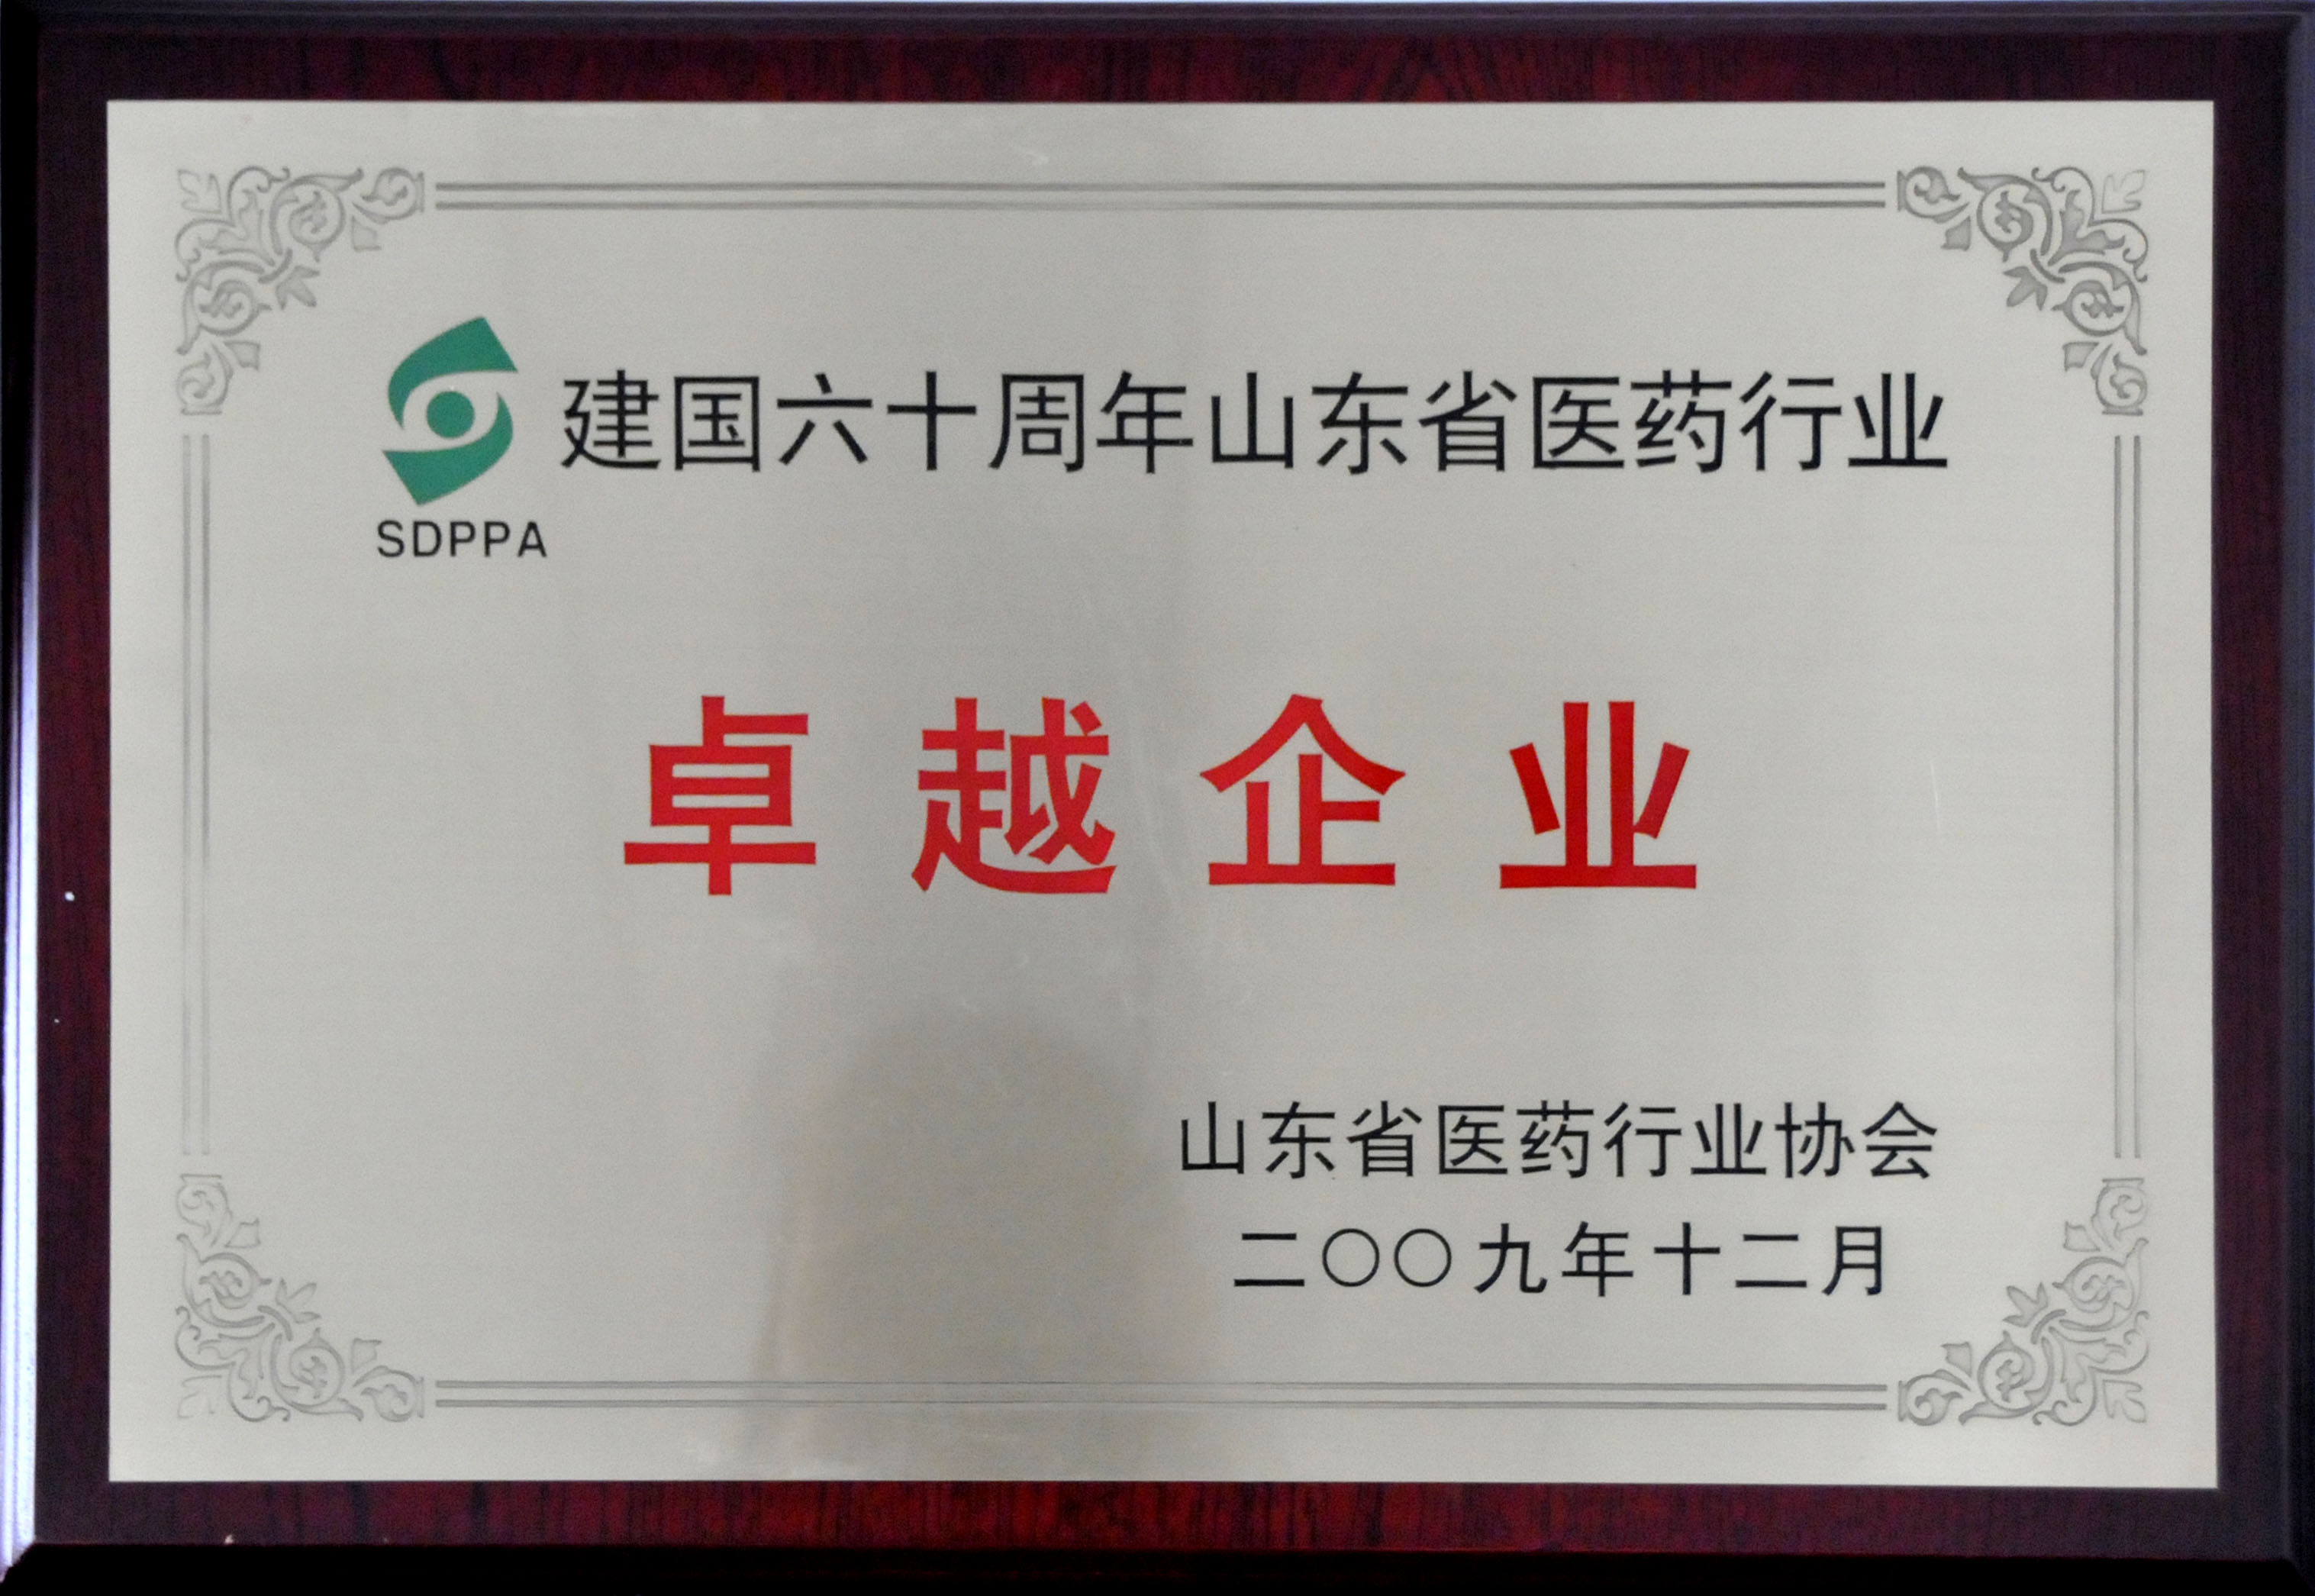 建国六十周年山东省医药行业
SDPPA
卓越企业
山东省医药行业协会
二〇〇九年十二月